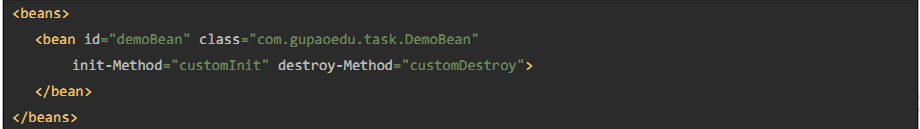 <beans>
<bean id="demoBean" class="com.gupaoedu.task.DemoBean"
init-Method="customInit" destroy-Method="customDestroy">
</bean>
</beans>